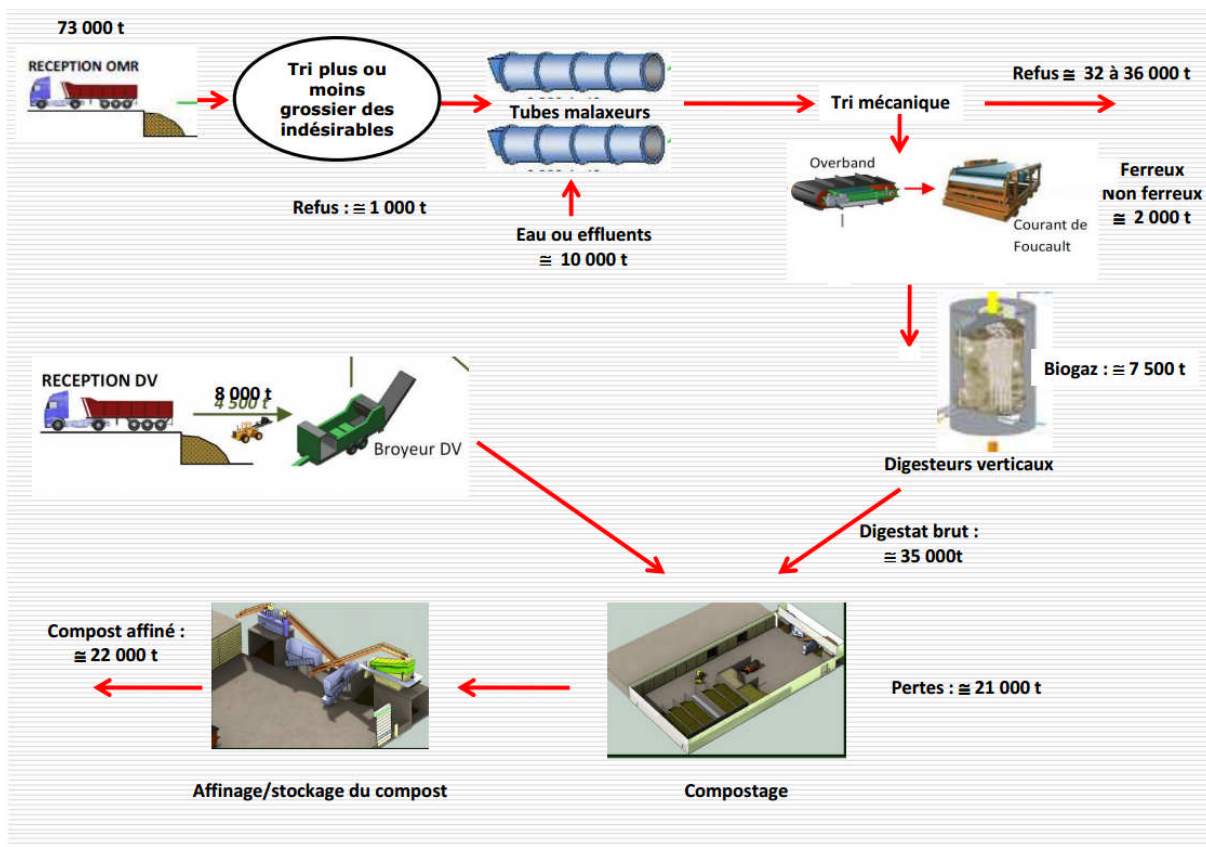 73 000 t
RECEPTION OMR
Tri plus ou
moins
grossier des
indésirables
Tubes malaxeurs
Tri mécanique
Refus ≅ 32 à 36 000 t
Overband
Courant de
Foucault
Ferreux
Non ferreux
≅ 2 000 t
Refus : ≅ 1 000 t
Eau ou effluents
≅ 10 000 t
RECEPTION DV
8 000 t
4 500 t
Broyeur DV
Biogaz : ≅ 7 500 t
Digesteurs verticaux
Digestat brut :
≅ 35 000t
Compost affiné :
≅ 22 000 t
Pertes : ≅ 21 000 t
Affinage/stockage du compost
Compostage